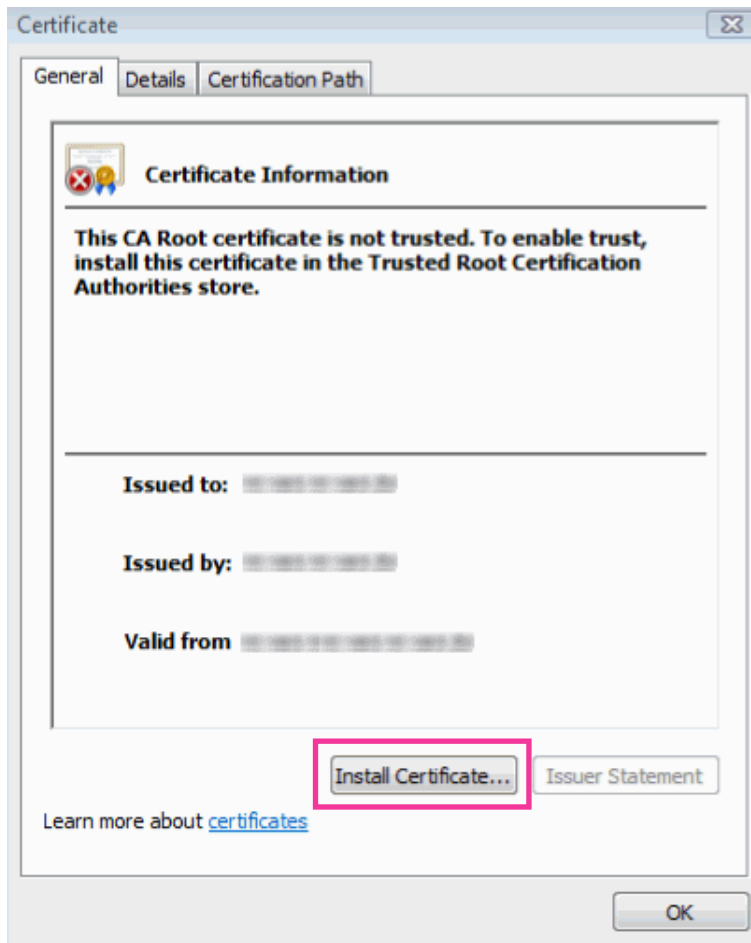 Certificate
General Details Certification Path
Certificate Information
This CA Root certificate is not trusted. To enable trust,
install this certificate in the Trusted Root Certification
Authorities store.
Issued to:
Issued by:
Valid from
Install Certificate... Issuer Statement
Learn more about certificates
OK